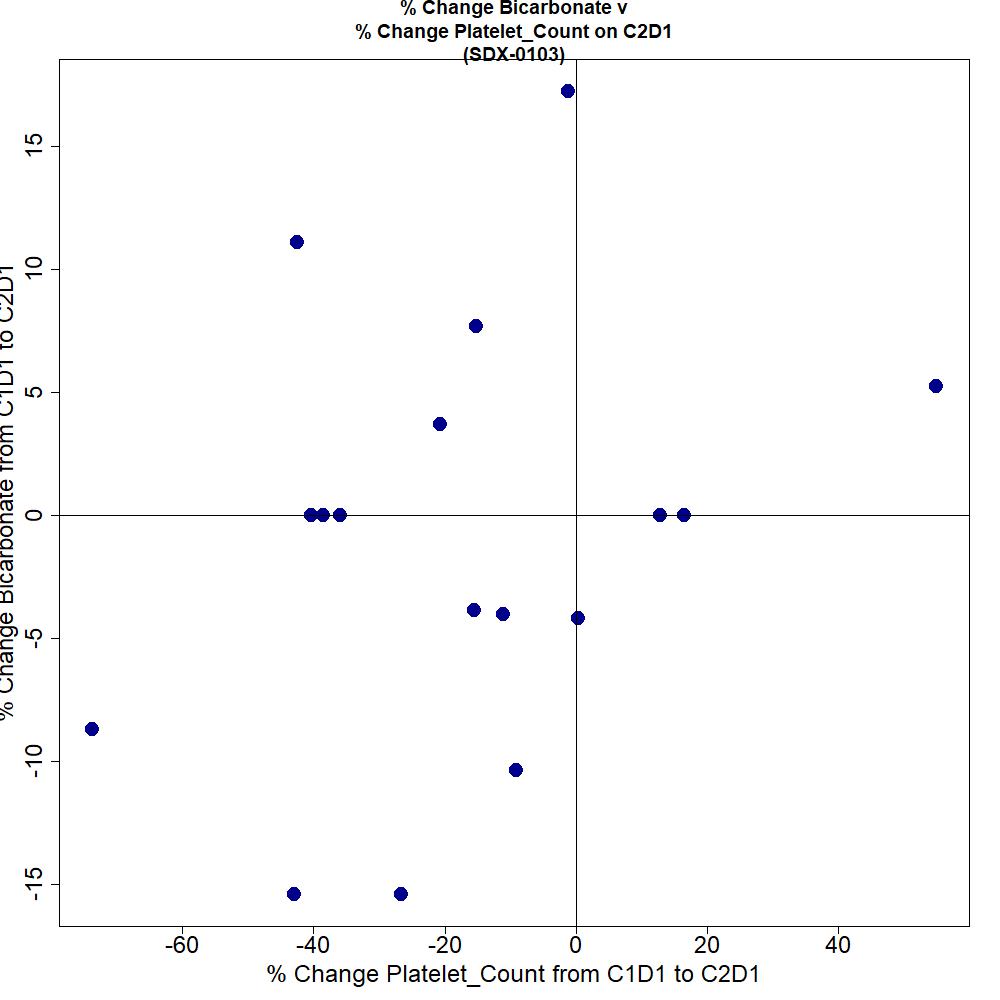 % Change Bicarbonate v
% Change Platelet_Count on C2D1
(SDX-0103)
% Change Bicarbonate from C1D1 to C2D1
15
10
5
0
-5
-10
-15
-60
-40
-20
0
20
40
% Change Platelet_Count from C1D1 to C2D1